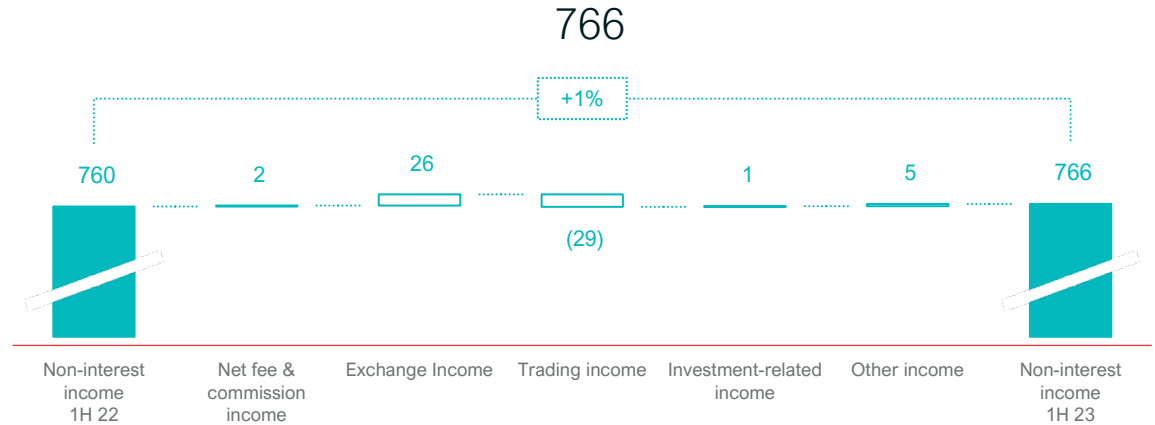 766
+1%
760
2
26
(29)
1
5
766
Non-interest
income
1H 22
Net fee &
commission
income
Exchange Income
Trading income
Investment-related
income
Other income
Non-interest
income
1H 23